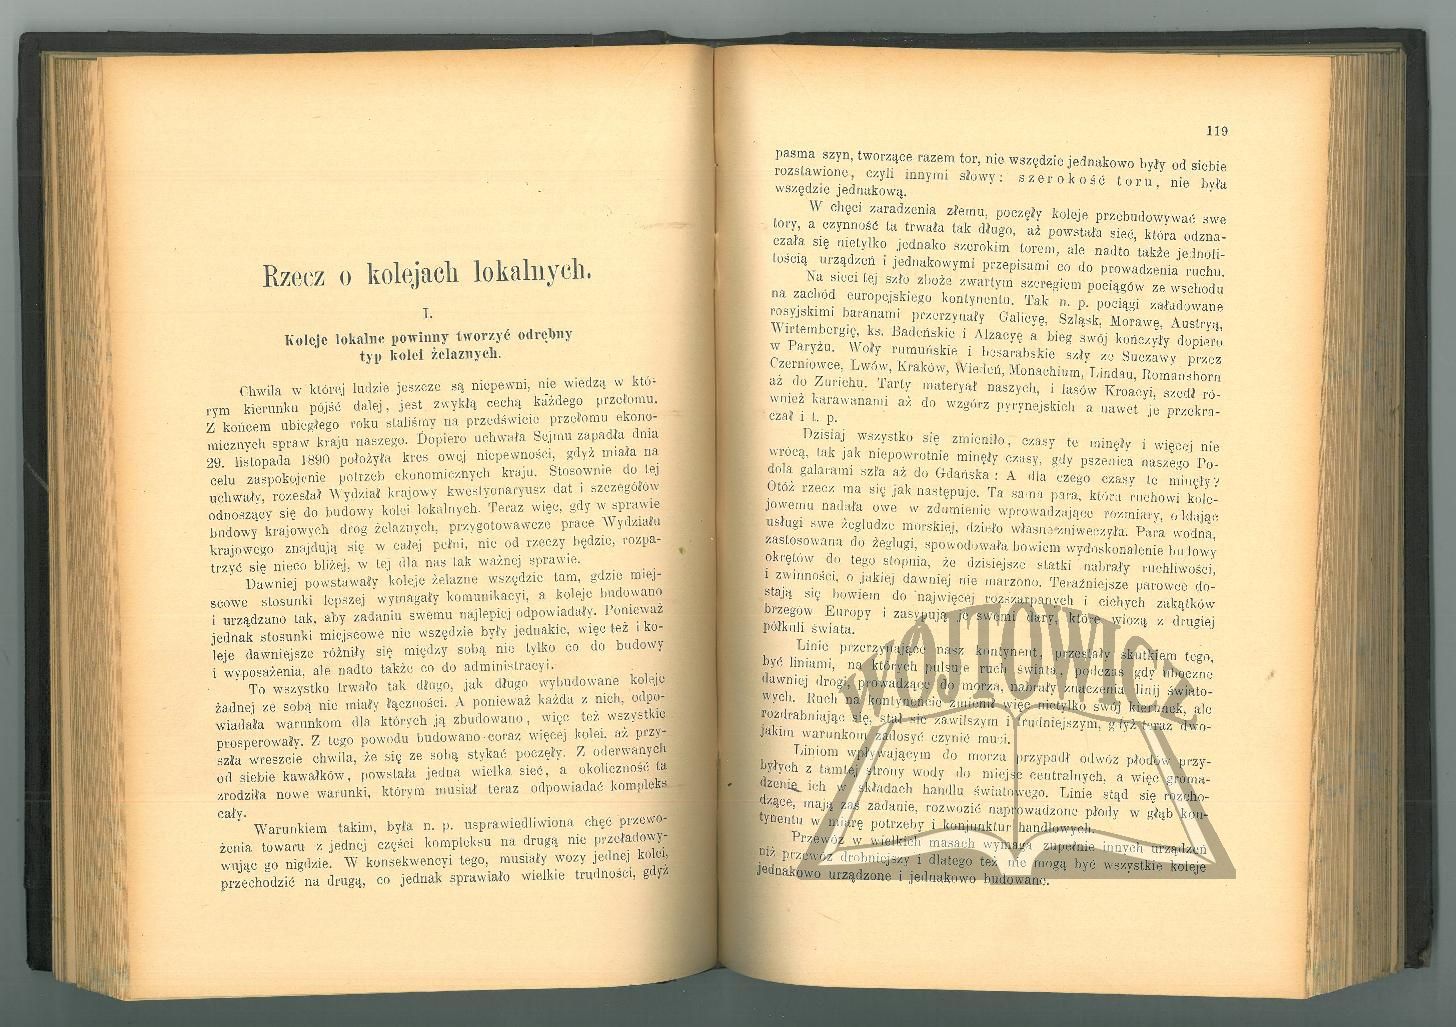 Rzecz o kolejach lokalnych.
I.
Koleje lokalne powinny tworzyć odrębny
typ kolei żelaznych.
Chwila w której ludzie jeszcze są niepewni, nie wiedzą w któ-
rym kierunku pójść dalej, jest zwykłą cechą każdego przełomu.
Z końcem ubiegłego roku staliśmy na przedświcie przełomu ekono-
micznych spraw kraju naszego. Dopiero uchwała Sejmu zapadła dnia
29. listopada 1890 położyła kres owej niepewności, gdyż miała na
celu zaspokojenie potrzeb ekonomicznych kraju. Stosownie do tej
uchwały, rozesłał Wydział krajowy kwestyonaryusz dat i szczegółów
odnoszący się do budowy kolei lokalnych. Teraz więc, gdy w sprawie
budowy krajowych dróg żelaznych, przygotowawcze prace Wydziału
krajowego znajdują się w całej pełni, nie od rzeczy będzie, rozpa-
trzyć się nieco bliżej, w tej dla nas tak ważnej sprawie.
Dawniej powstawały koleje żelazne wszędzie tam, gdzie miej-
scowe stosunki lepszej wymagały komunikacyi, a koleje budowano
i urządzano tak, aby zadaniu swemu najlepiej odpowiadały. Ponieważ
jednak stosunki miejscowe nie wszędzie były jednakie, więc też i ko-
leje dawniejsze różniły się między sobą nie tylko co do budowy
i wyposażenia, ale nadto także co do administracyi.
To wszystko trwało tak długo, jak długo wybudowane koleje
żadnej ze sobą nie miały łączności. A ponieważ każda z nich, odpo-
wiadała warunkom dla których ją zbudowano, więc też wszystkie
prosperowały. Z tego powodu budowano coraz więcej kolei, aż przy-
szła wreszcie chwila, że się ze sobą stykać poczęły. Z oderwanych
od siebie kawałków, powstała jedna wielka sieć, a okoliczność ta
zrodziła nowe warunki, którym musiał teraz odpowiadać kompleks
cały.
Warunkiem takim, była n. p. usprawiedliwiona chęć przewo-
żenia towaru z jednej części kompleksu na drugą nie przeładowy-
wując go nigdzie. W konsekwencyi tego, musiały wozy jednej kolei,
przechodzić na drugą, co jednak sprawiało wielkie trudności, gdyż
119
pasma szyn, tworzące razem tor, nie wszędzie jednakowo były od siebie
rozstawione, czyli innymi słowy: szerokość toru, nie była
wszędzie jednakową.
W chęci zaradzenia złemu, poczęły koleje przebudowywać swe
tory, a czynność ta trwała tak długo, aż powstała sieć, która odzna-
czała się nietylko jednako szerokim torem, ale nadto także jednoli-
tością urządzeń i jednakowymi przepisami co do prowadzenia ruchu.
Na sieci tej szło zboże zwartym szeregiem pociągów ze wschodu
na zachód europejskiego kontynentu. Tak n. p. pociągi załadowane
rosyjskimi baranami przerzynały Galicyę, Szląsk, Morawę, Austryą,
Wirtembergię, ks. Badeńskie i Alzacyę a bieg swój kończyły dopiero
w Paryżu. Woły rumuńskie i besarabskie szły ze Suczawy przez
Czerniowce, Lwów, Kraków, Wiedeń, Monachium, Lindau, Romanshorn
aż do Zurichu. Tarty materyał naszych, i lasów Kroacyi, szedł ró-
wnież karawanami aż do wzgórz pyrynejskich a nawet je przekra-
czał i t. p.
Dzisiaj wszystko się zmieniło, czasy te minęły i więcej nie
wrócą, tak jak niepowrotnie minęły czasy, gdy pszenica naszego Po-
dola galarami szła aż do Gdańska: A dla czego czasy te minęły?
Otóż rzecz ma się jak następuje. Ta sama para, która ruchowi kole-
jowemu nadała owe w zdumienie wprowadzające rozmiary, oddając
usługi swe żegludze morskiej, dzieło własne zniweczyła. Para wodna,
zastosowana do żeglugi, spowodowała bowiem wydoskonalenie budowy
okrętów do tego stopnia, że dzisiejsze statki nabrały ruchliwości,
i zwinności, o jakiej dawniej nie marzono. Teraźniejsze parowce do-
stają się bowiem do najwięcej rozszarpanych i cichych zakątków
brzegów Europy i zasypują je swemi dary, które wiozą z drugiej
półkuli świata.
Linie przerzynające nasz kontynent, przestały skutkiem tego,
być liniami, na których pulsuje ruch świata, podczas gdy uboczne
dawniej drogi prowadzące do morza, nabrały znaczenia linij świato-
wych. Ruch na kontynencie zmienił więc nietylko swój kierunek, ale
rozdrabniając się, stał się zawilszym i trudniejszym, gdyż teraz dwo-
jakim warunkom zadosyć czynić musi.
Liniom wpływającym do morza przypadł odwóz płodów przy-
byłych z tamtej strony wody do miejsc centralnych, a więc groma-
dzenie ich w składach handlu światowego. Linie stąd się rozcho-
dzące, mają zaś zadanie, rozwozić naprowadzone płody w głąb kon-
tynentu w miarę potrzeby i konjunktur handlowych.
Przewóz w wielkich masach wymaga zupełnie innych urządzeń
niż przewóz drobniejszy i dlatego też nie mogą być wszystkie koleje
jednakowo urządzone i jednakowo budowane.
WÓJTOWICZ